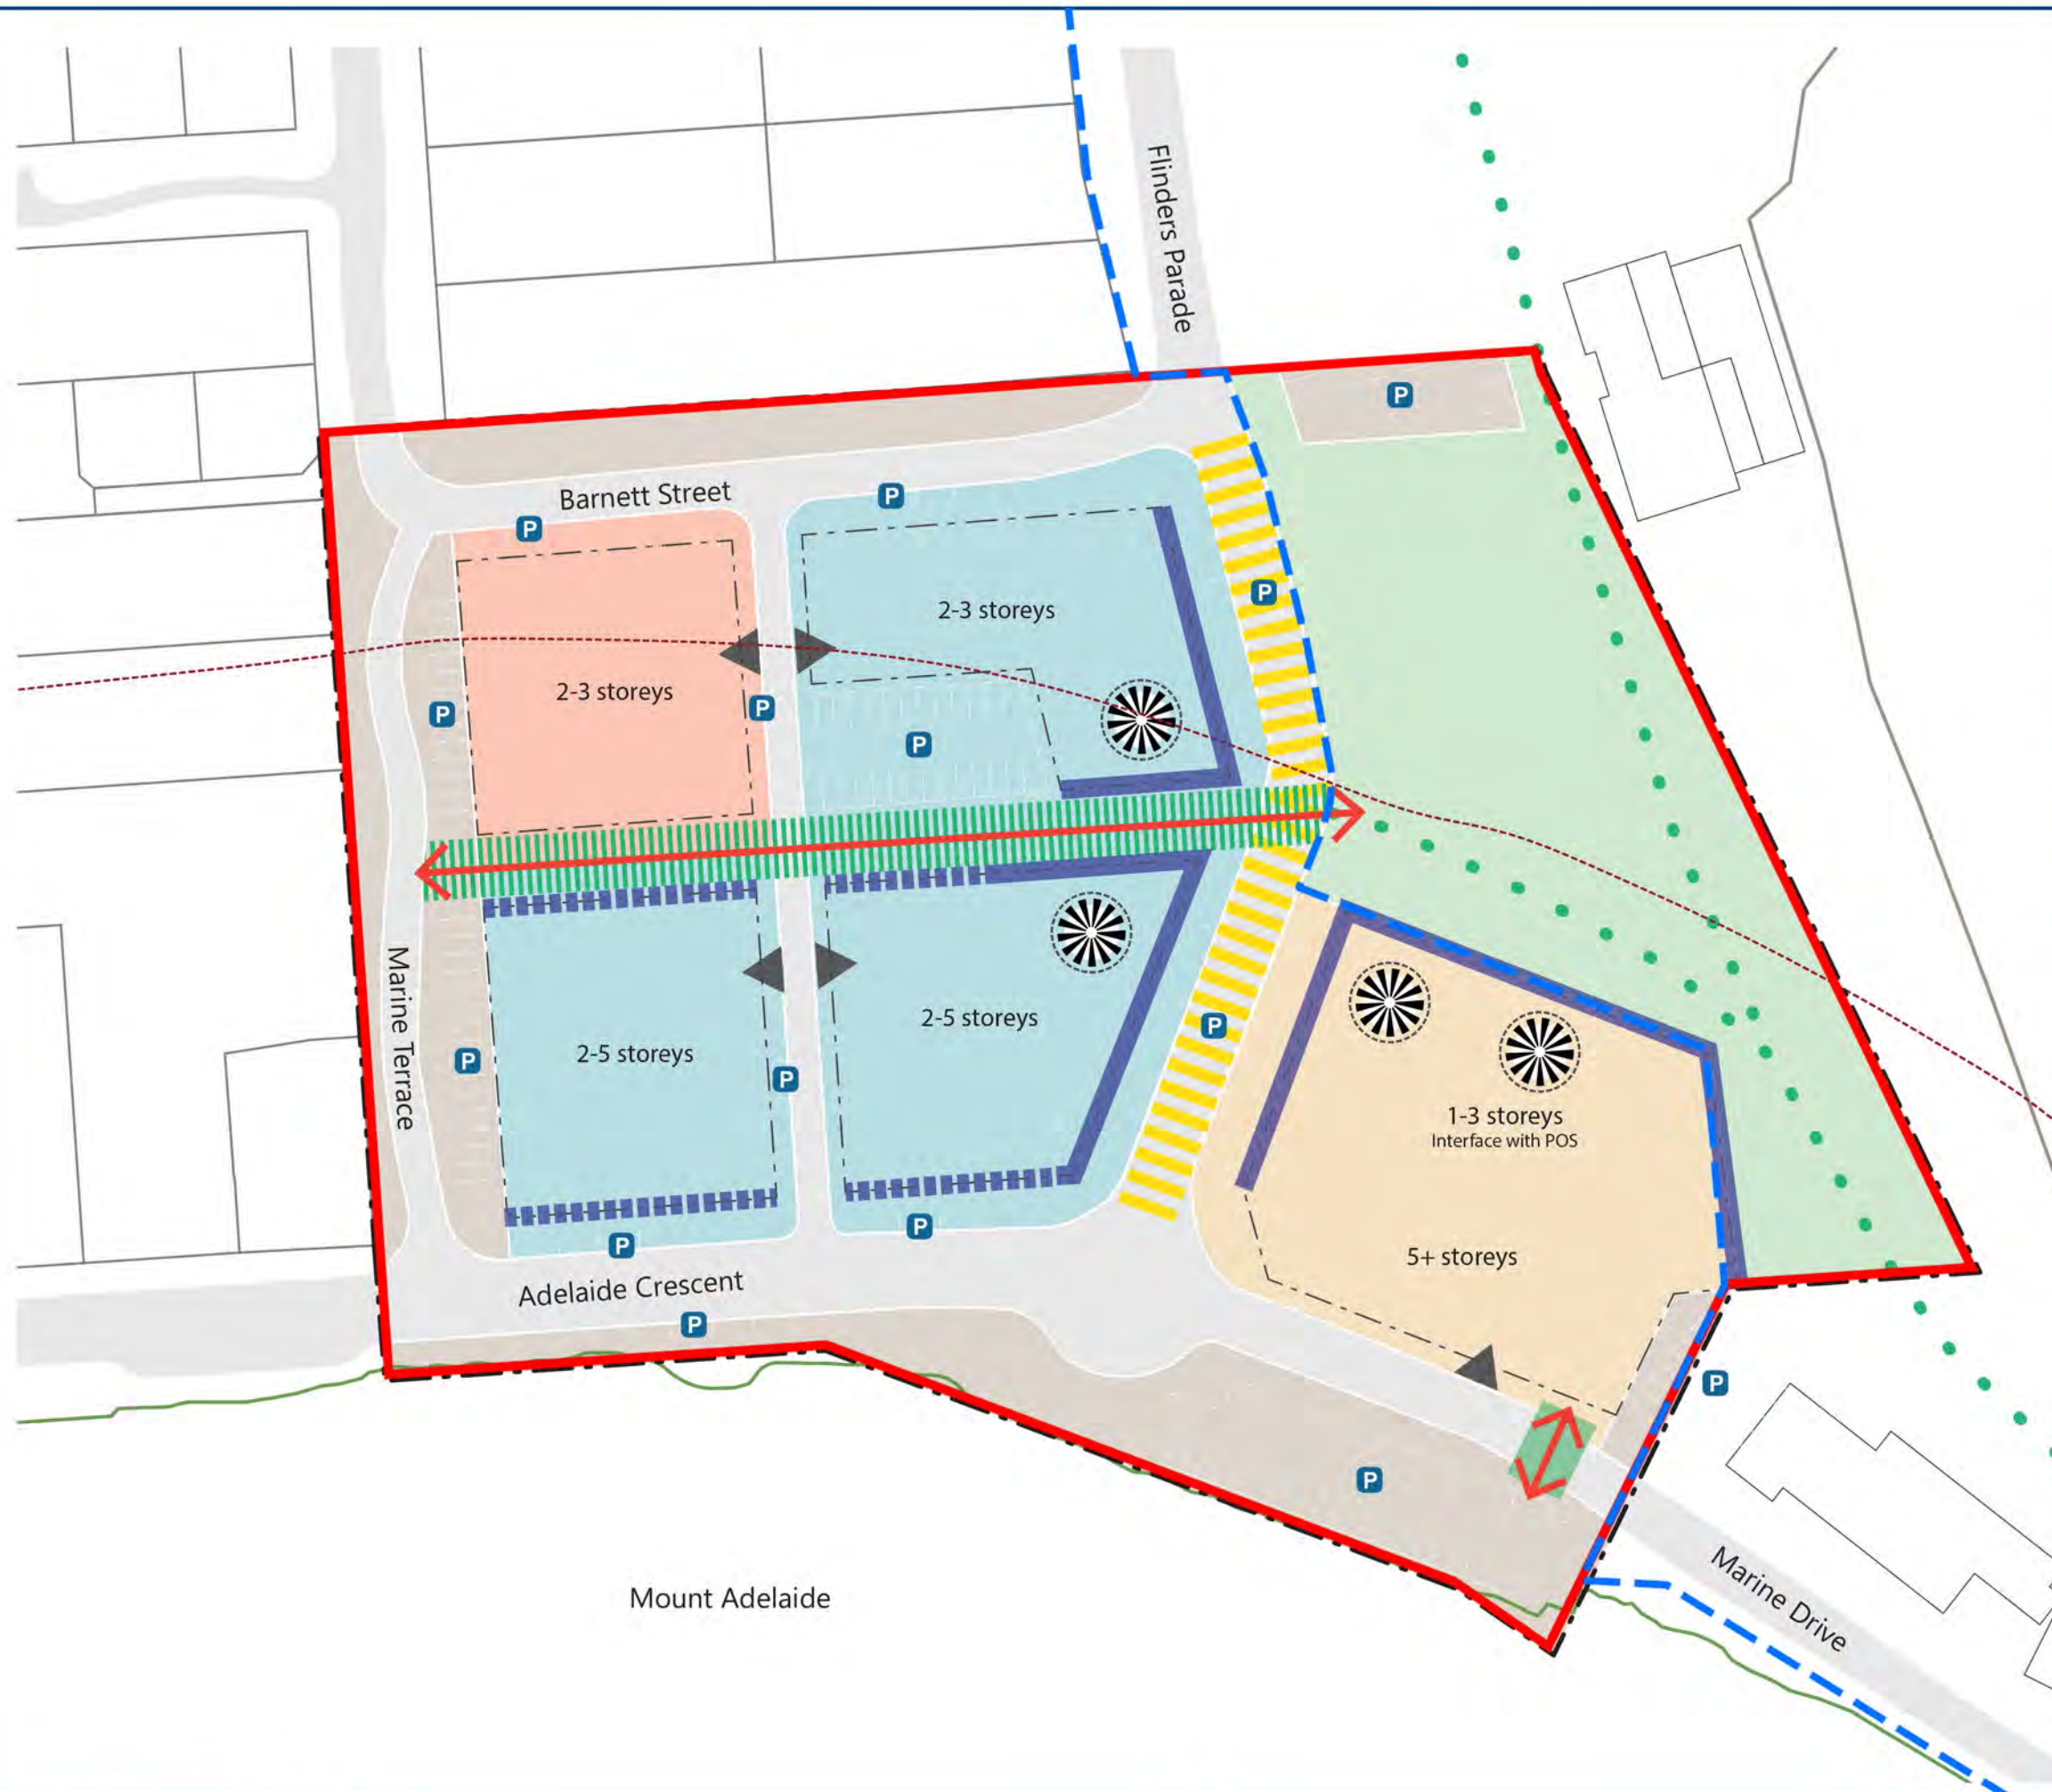 Flinders Parade
P
Barnett Street
P
P
P
2-3 storeys
2-3 storeys
P
P
P
Marine Terrace
P
2-5 storeys
2-5 storeys
P
P
P
1-3 storeys
Interface with POS
5+ storeys
P
P
Adelaide Crescent
P
P
P
Mount Adelaide
Marine Drive